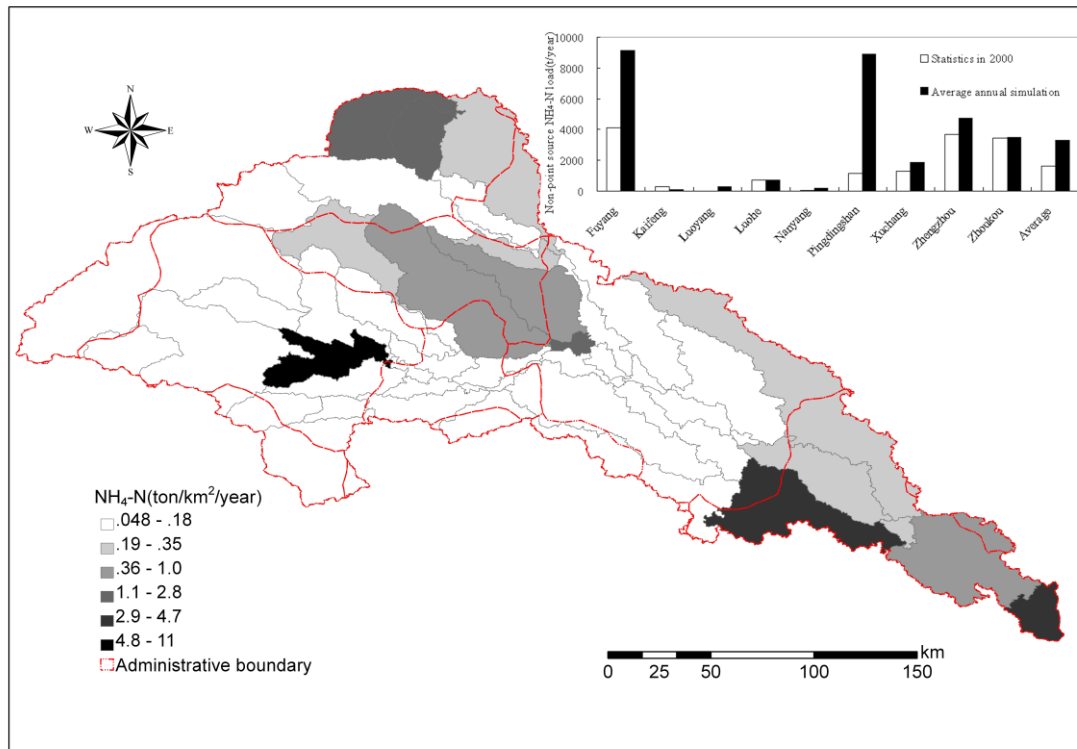 10000
8000
6000
4000
2000
0
Non-point source NH4-N load(t/year)
Statistics in 2000
Average annual simulation
Fuyang
Kaifeng
Luoyang
Luohe
Nanyang
Pingdingshan
Xuchang
Zhengzhou
Zhoukou
Average
N
W
E
S
NH4-N(ton/km²/year)
.048 - .18
.19 - .35
.36 - 1.0
1.1 - 2.8
2.9 - 4.7
4.8 - 11
Administrative boundary
km
0 25 50 100 150